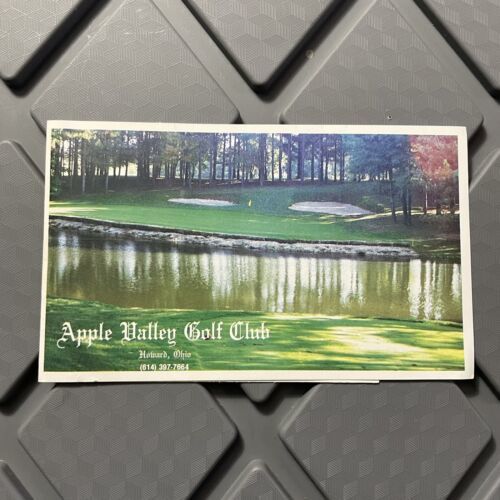 Apple Valley Golf Club
Howard, Ohio
(614) 397-7664